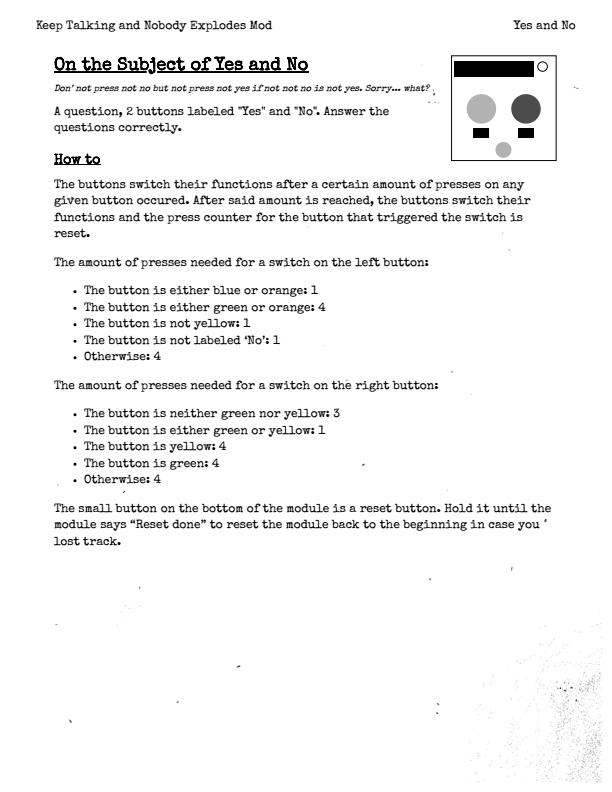 Keep Talking and Nobody Explodes Mod
Yes and No
On the Subject of Yes and No
Don' not press not no but not press not yes if not not no is not yes. Sorry... what?
A question, 2 buttons labeled "Yes" and "No". Answer the
questions correctly.
How to
The buttons switch their functions after a certain amount of presses on any
given button occured. After said amount is reached, the buttons switch their
functions and the press counter for the button that triggered the switch is
reset.
The amount of presses needed for a switch on the left button:
• The button is either blue or orange: 1
• The button is either green or orange: 4
• The button is not yellow: 1
• The button is not labeled ‘No’: 1
• Otherwise: 4
The amount of presses needed for a switch on the right button:
• The button is neither green nor yellow: 3
• The button is either green or yellow: 1
• The button is yellow: 4
• The button is green: 4
• Otherwise: 4
The small button on the bottom of the module is a reset button. Hold it until the
module says “Reset done” to reset the module back to the beginning in case you
lost track.